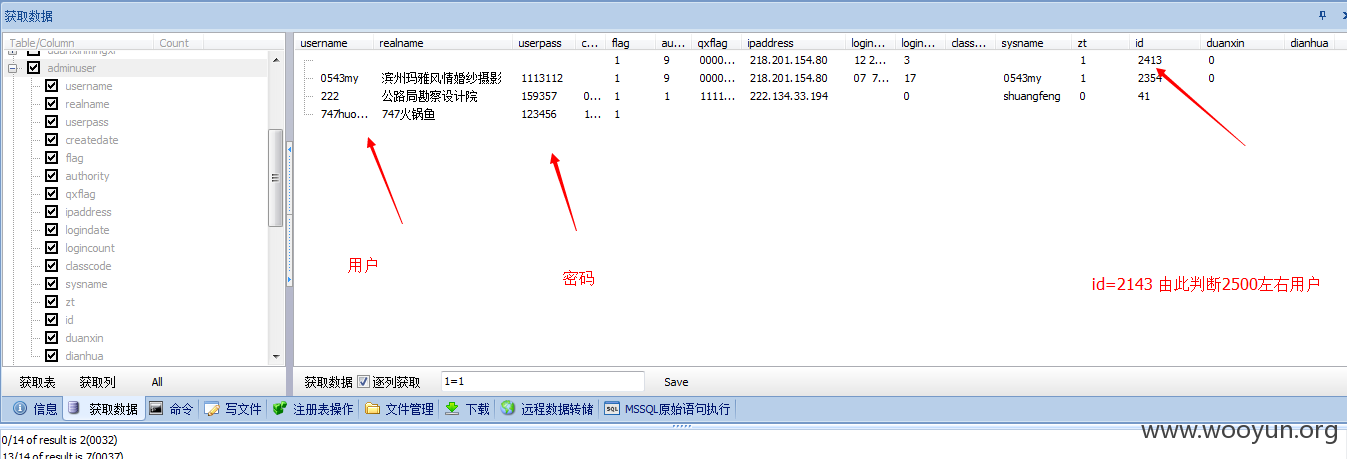 获取数据
Table/Column Count
adminuser
username
realname
userpass
createdate
flag
authority
qxflag
ipaddress
logindate
logincount
classcode
sysname
zt
id
duanxin
dianhua
username realname userpass c... flag au... qxflag ipaddress login... login... class... sysname zt id duanxin dianhua
1 9 0000... 218.201.154.80 12 2... 3 1 2413 0
0543my 滨州玛雅风情婚纱摄影 1113112 1 9 0000... 218.201.154.80 07 7... 17 0543my 1 2354 0
222 公路局勘察设计院 159357 0... 1 1 1111... 222.134.33.194 0 shuangfeng 0 41
747huo... 747火锅鱼 123456 1... 1
用户
密码
id=2143 由此判断2500左右用户
获取表 获取列 All
获取数据 逐列获取 1=1 Save
信息 获取数据 命令 写文件 注册表操作 文件管理 下载 远程数据转储 SQL MSSQL原始语句执行
0/14 of result is 2(0032)
13/14 of result is 7(0037)
www.wooyun.org